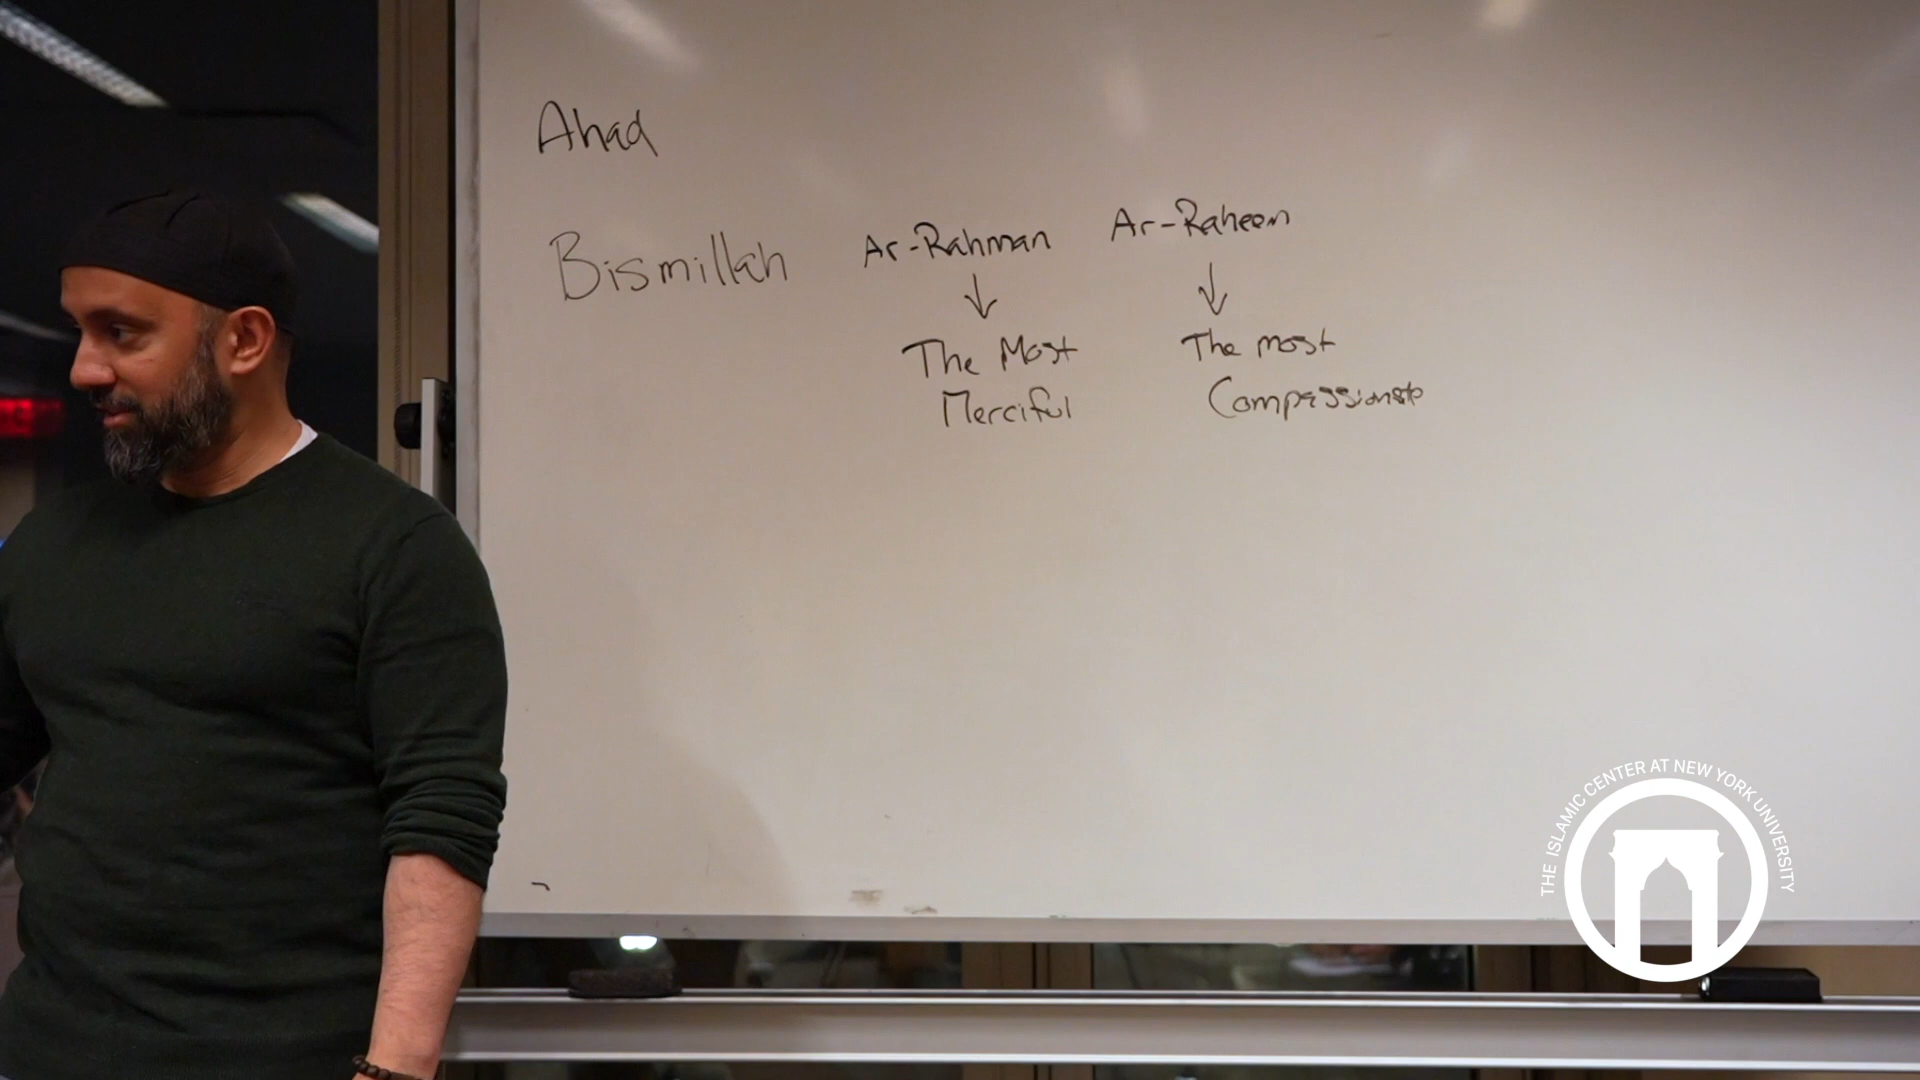 Ahad
Bismillah Ar-Rahman Ar-Raheem
↓ ↓
The Most The most
Merciful Compassionate
THE ISLAMIC CENTER AT NEW YORK UNIVERSITY